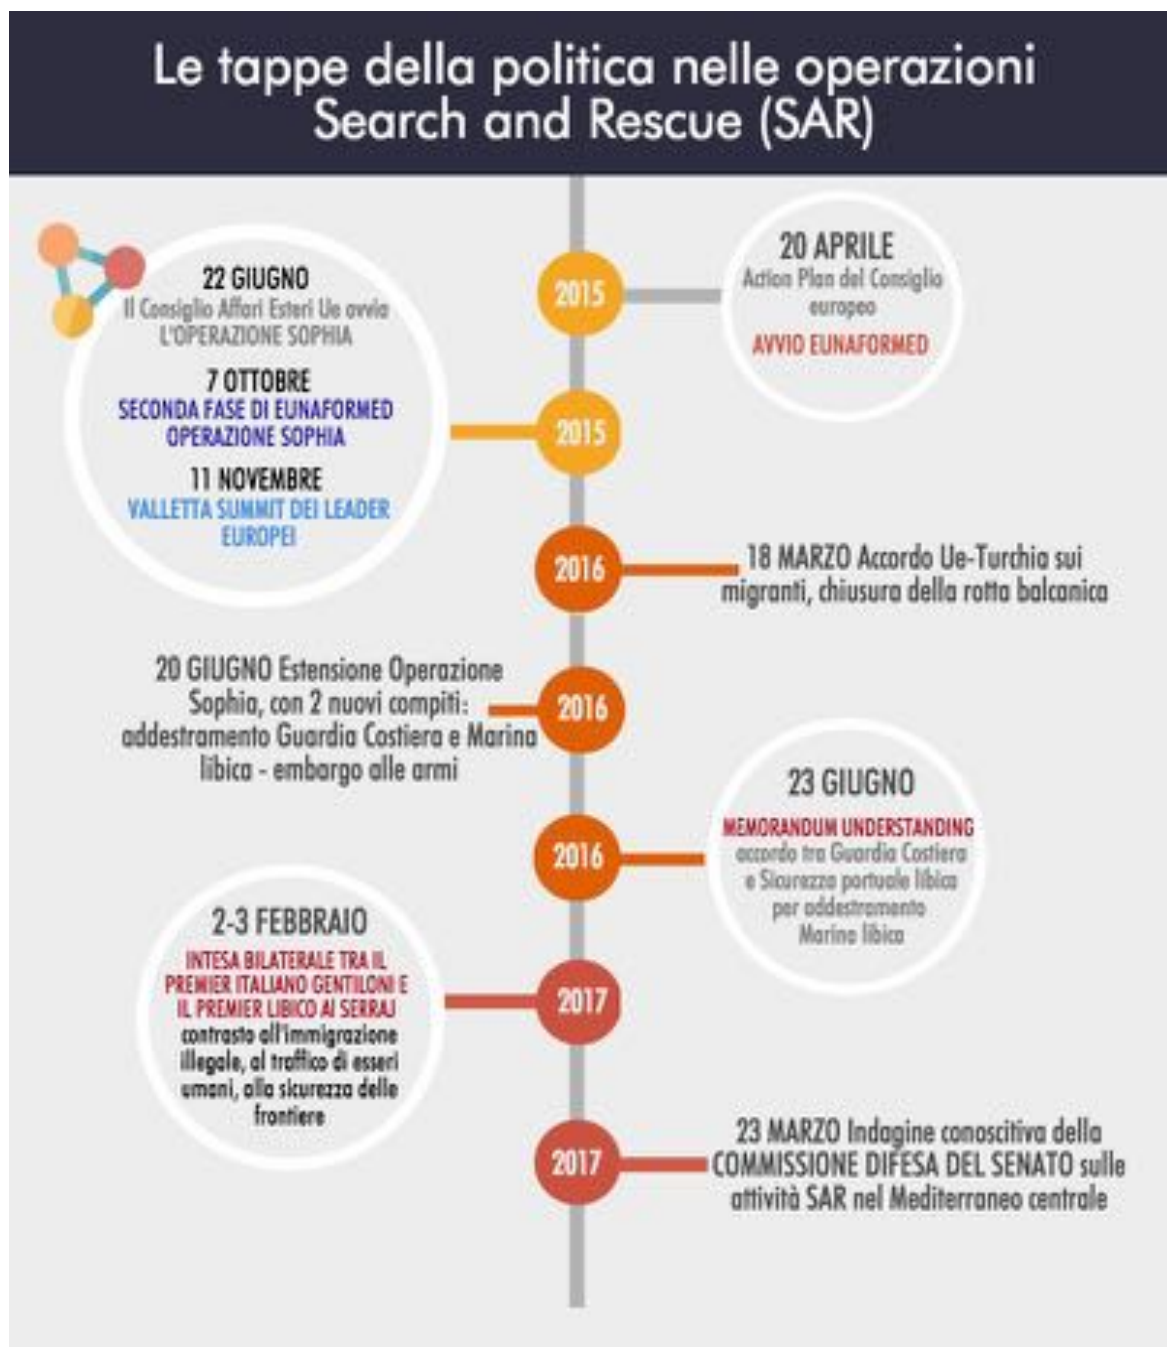 Le tappe della politica nelle operazioni
Search and Rescue (SAR)
2015
20 APRILE
Action Plan del Consiglio
europeo
AVVIO EUNAFORMED
22 GIUGNO
Il Consiglio Affari Esteri Ue avvia
L'OPERAZIONE SOPHIA
7 OTTOBRE
SECONDA FASE DI EUNAFORMED
OPERAZIONE SOPHIA
11 NOVEMBRE
VALLETTA SUMMIT DEI LEADER
EUROPEI
2015
2016
18 MARZO Accordo Ue-Turchia sui
migranti, chiusura della rotta balcanica
20 GIUGNO Estensione Operazione
Sophia, con 2 nuovi compiti:
addestramento Guardia Costiera e Marina
libica - embargo alle armi
2016
2016
23 GIUGNO
MEMORANDUM UNDERSTANDING
accordo tra Guardia Costiera
e Sicurezza portuale libica
per addestramento
Marina libica
2-3 FEBBRAIO
INTESA BILATERALE TRA IL
PREMIER ITALIANO GENTILONI E
IL PREMIER LIBICO Al SERRAJ
contrasto all'immigrazione
illegale, al traffico di esseri
umani, alla sicurezza delle
frontiere
2017
2017
23 MARZO Indagine conoscitiva della
COMMISSIONE DIFESA DEL SENATO sulle
attività SAR nel Mediterraneo centrale